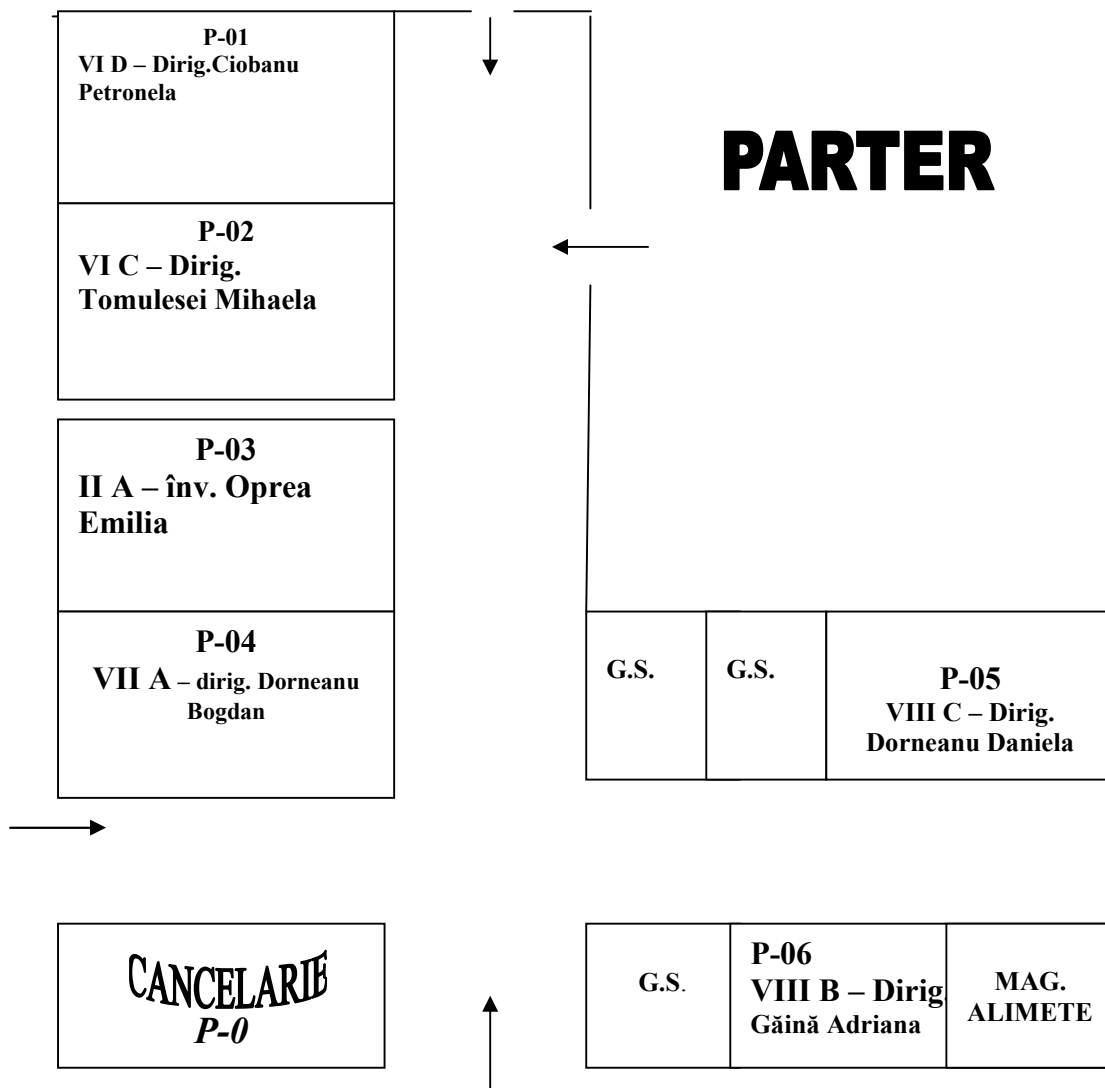 P-01
VI D – Dirig.Ciobanu
Petronela
PARTER
P-02
VI C – Dirig.
Tomulesei Mihaela
P-03
II A – înv. Oprea
Emilia
P-04
VII A – dirig. Dorneanu
Bogdan
G.S.
G.S.
P-05
VIII C – Dirig.
Dorneanu Daniela
CANCELARIE
P-0
G.S.
P-06
VIII B – Dirig.
Găină Adriana
MAG.
ALIMETE